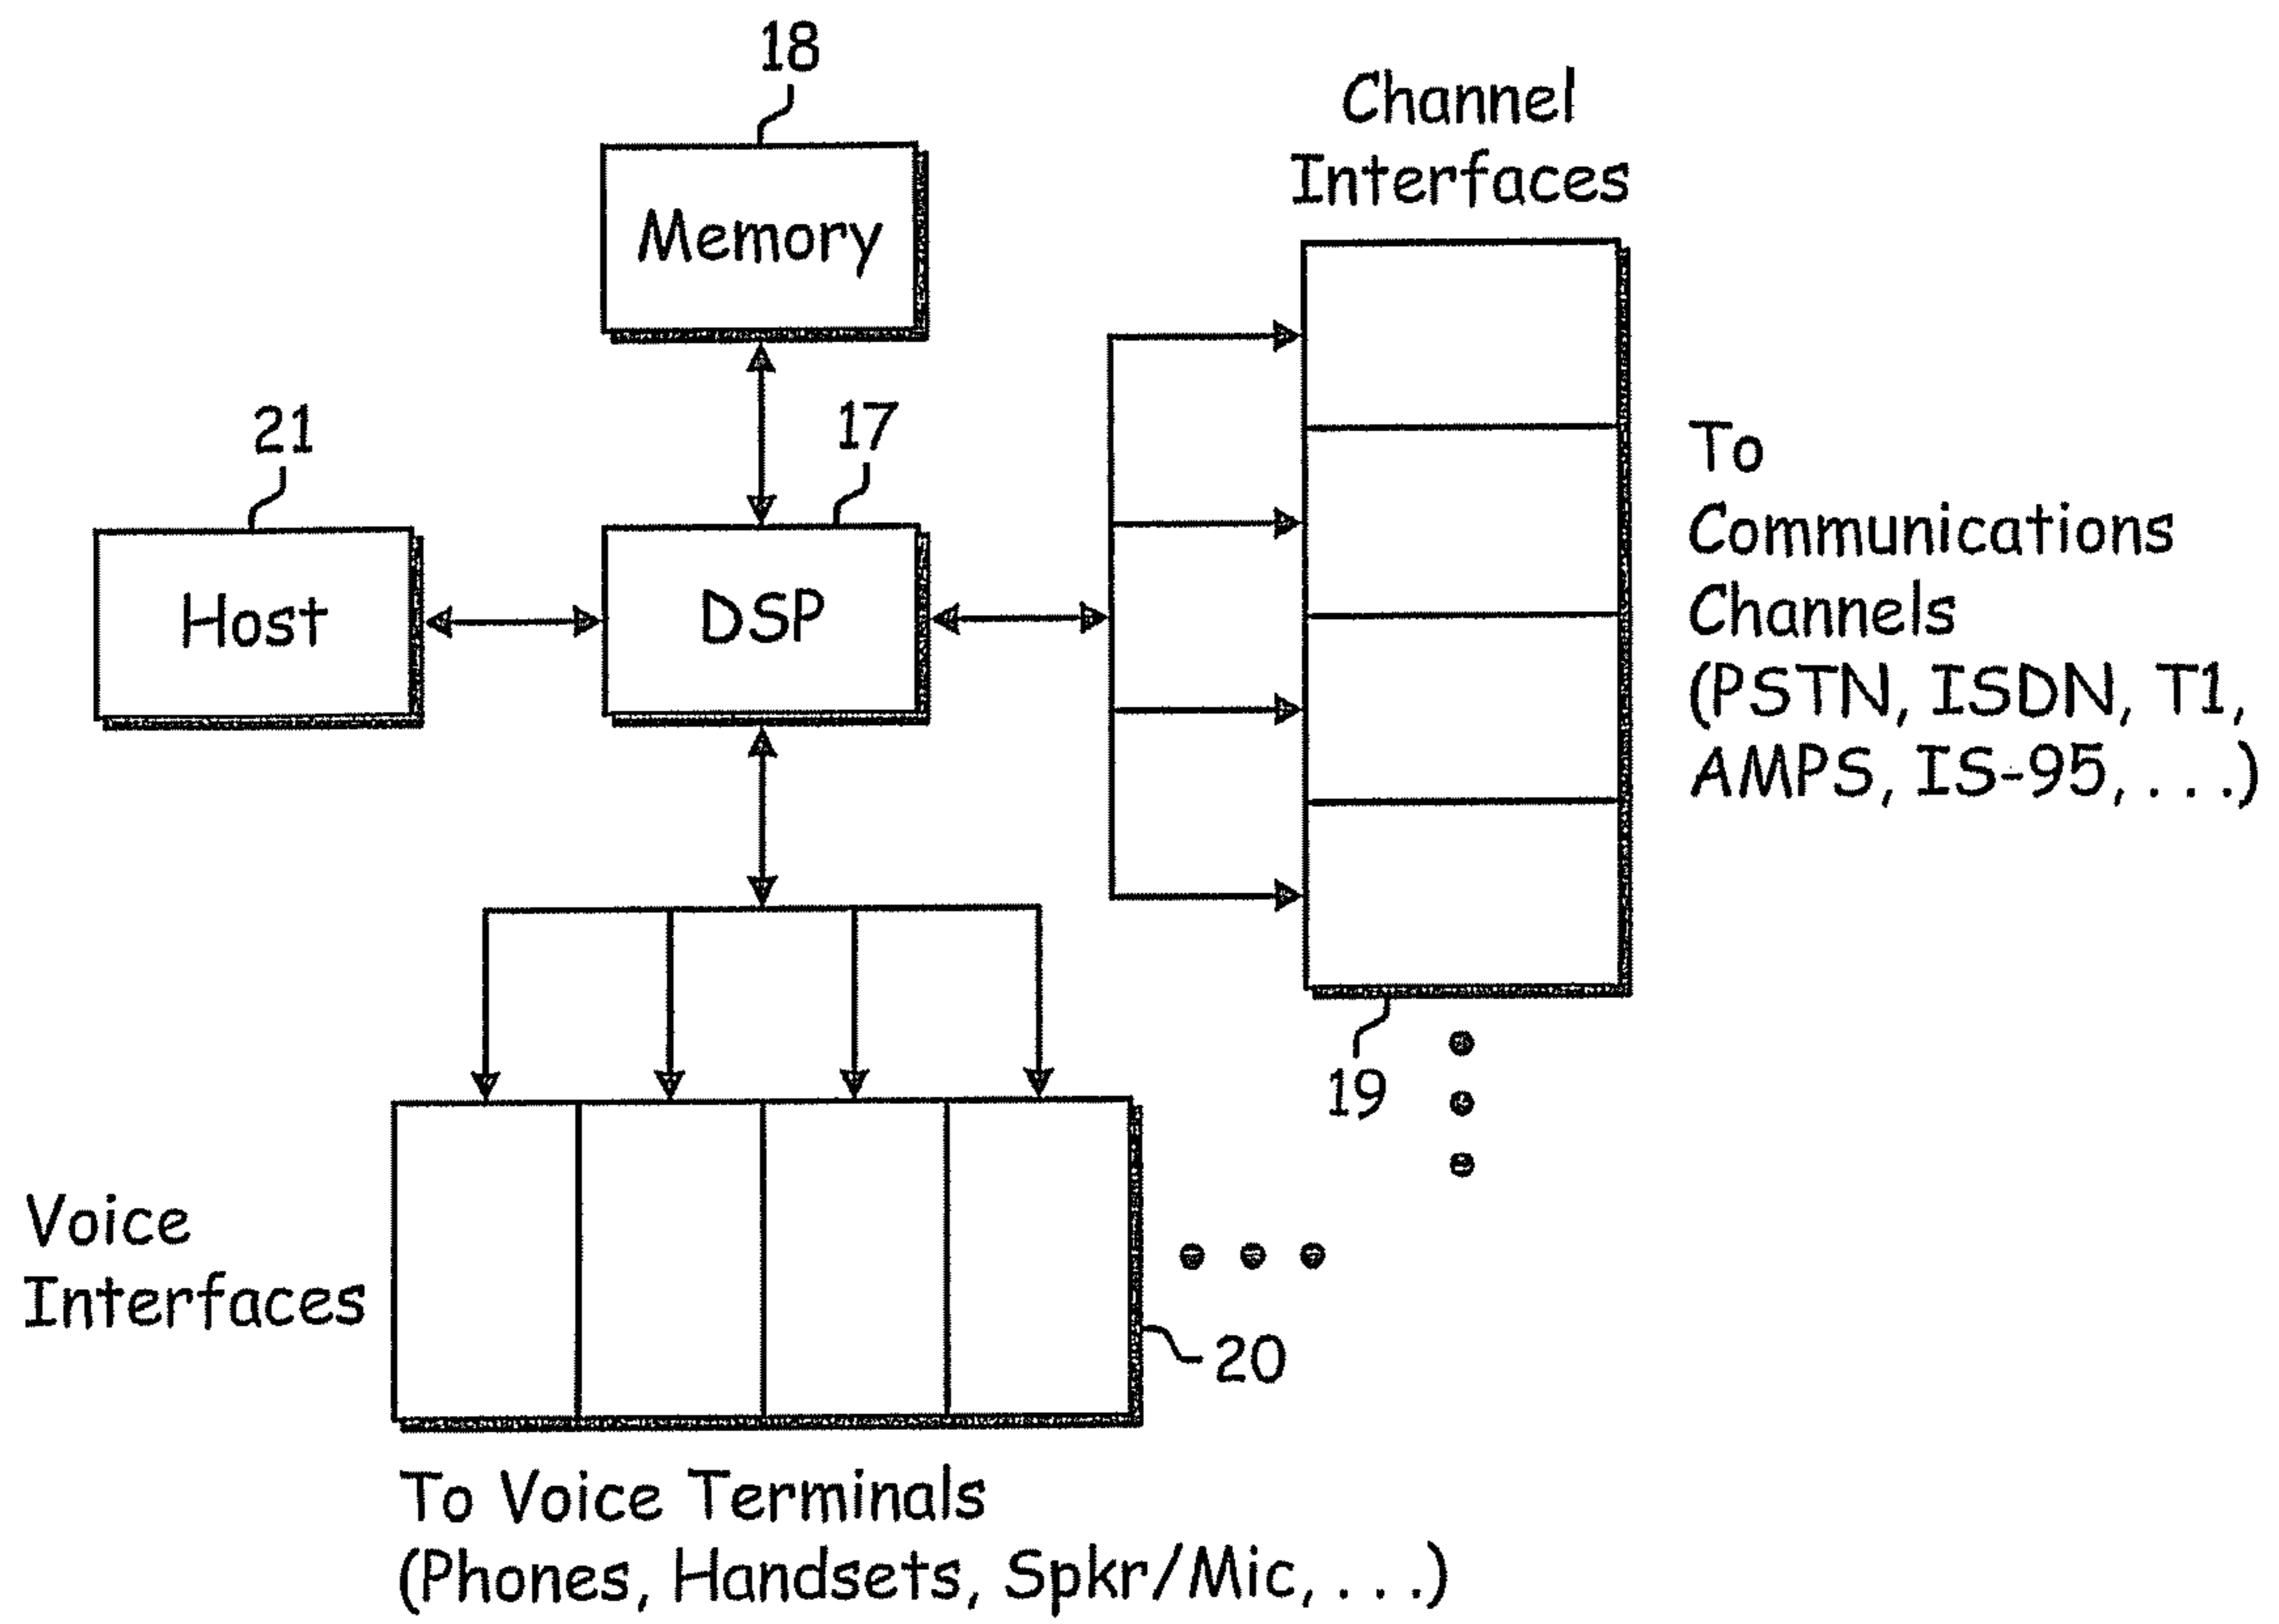 18
Memory
Channel
Interfaces
21
17
Host
DSP
To
Communications
Channels
(PSTN, ISDN, T1,
AMPS, IS-95, . . .)
19
Voice
Interfaces
20
To Voice Terminals
(Phones, Handsets, Spkr/Mic, . . .)